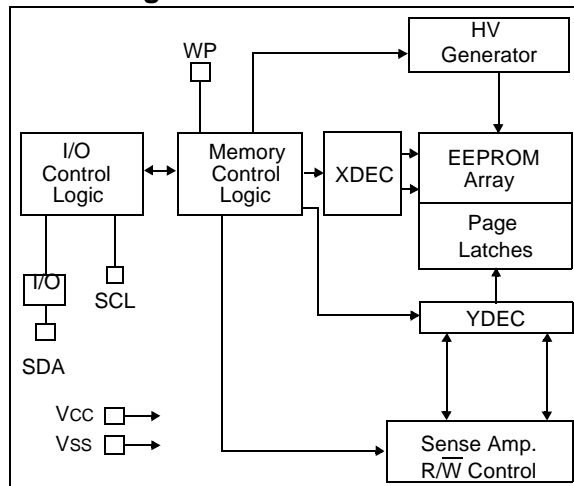 HV
Generator
WP
I/O
Control
Logic
Memory
Control
Logic
XDEC
EEPROM
Array
Page
Latches
I/O
SCL
SDA
YDEC
VCC
VSS
Sense Amp.
R/W̅ Control